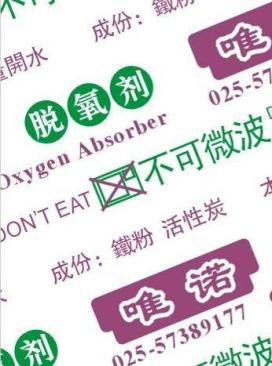 成份：鐵粉
唯
開水
025-57
脱氧剂
Oxygen Absorber
DON'T EAT 不可微波
成份：鐵粉 活性炭
唯 诺
025-57389177
剂
微波